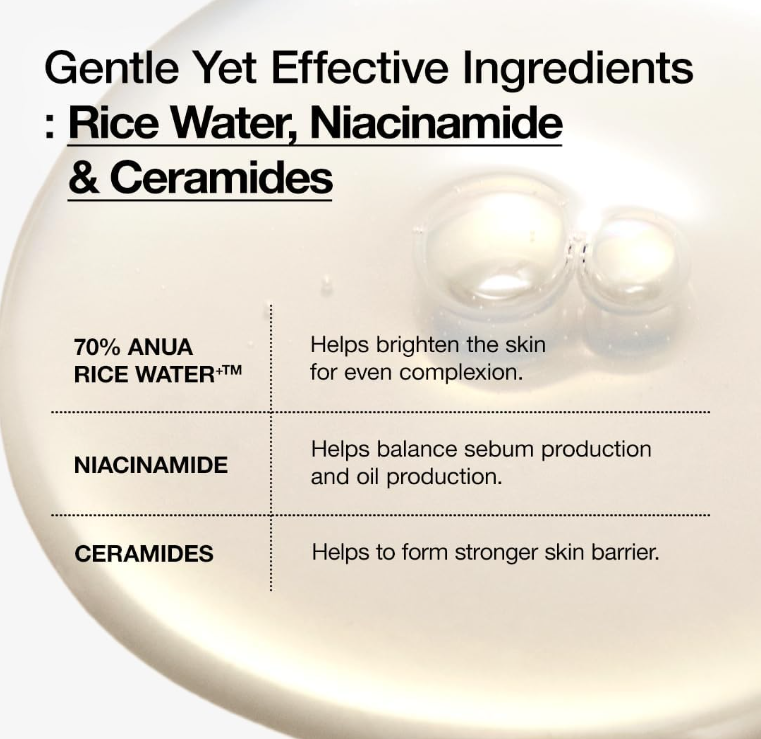 Gentle Yet Effective Ingredients
: Rice Water, Niacinamide
& Ceramides
70% ANUA
RICE WATER+TM
Helps brighten the skin
for even complexion.
NIACINAMIDE
Helps balance sebum production
and oil production.
CERAMIDES
Helps to form stronger skin barrier.